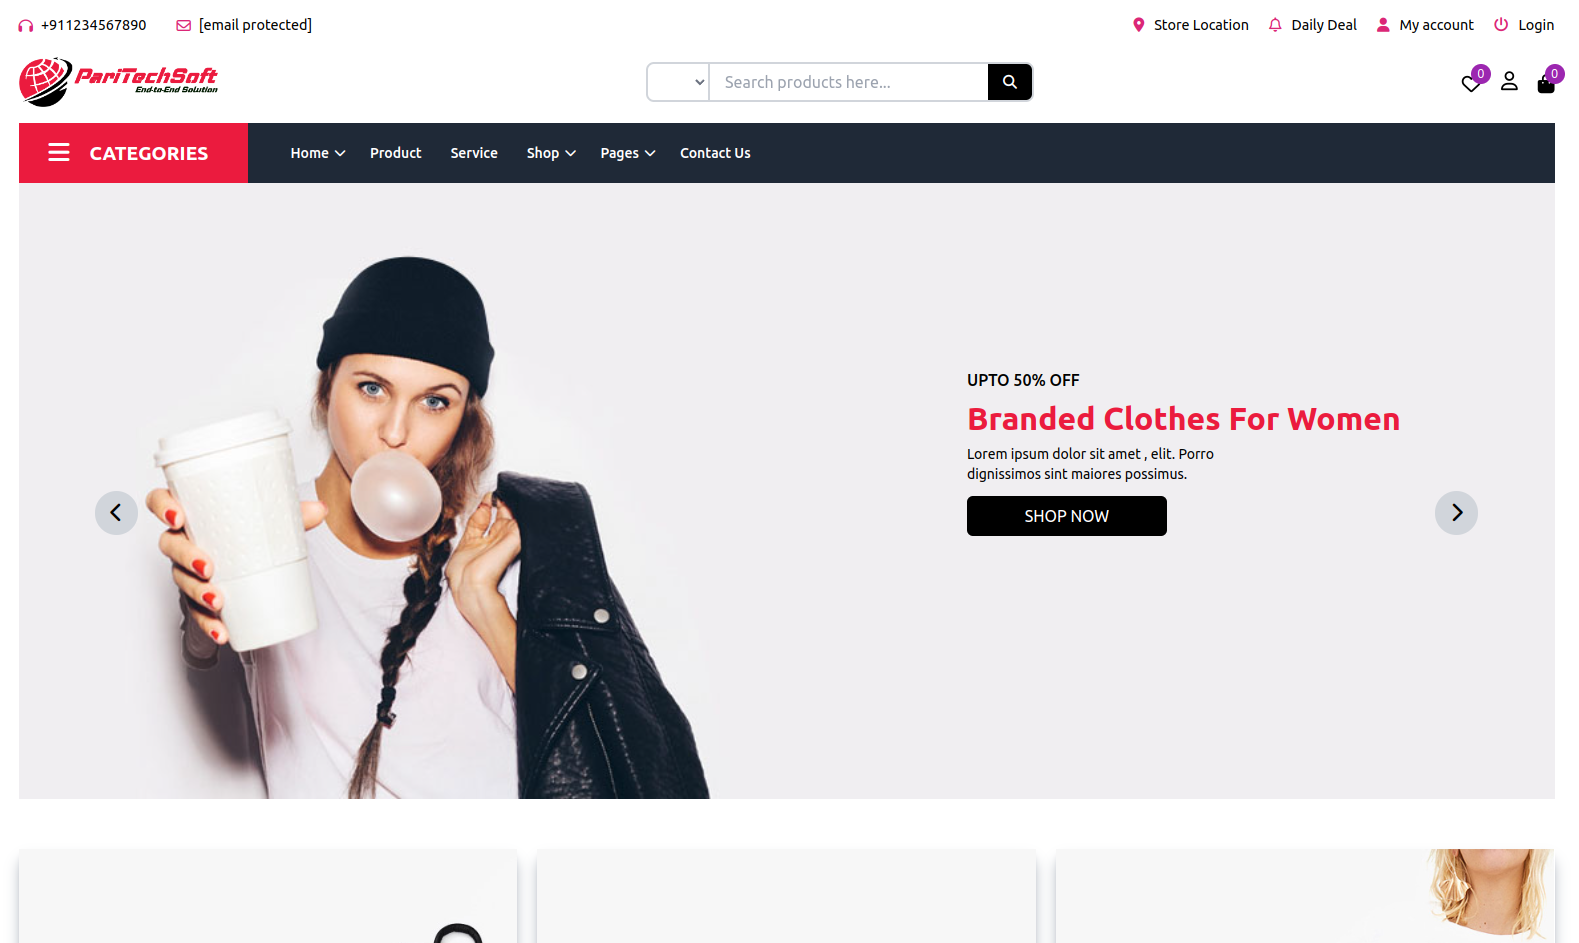 +911234567890
[email protected]
Store Location
Daily Deal
My account
Login
PariTechSoft
End-to-End Solution
Search products here...
0
0
CATEGORIES
Home
Product
Service
Shop
Pages
Contact Us
UPTO 50% OFF
Branded Clothes For Women
Lorem ipsum dolor sit amet , elit. Porro
dignissimos sint maiores possimus.
SHOP NOW